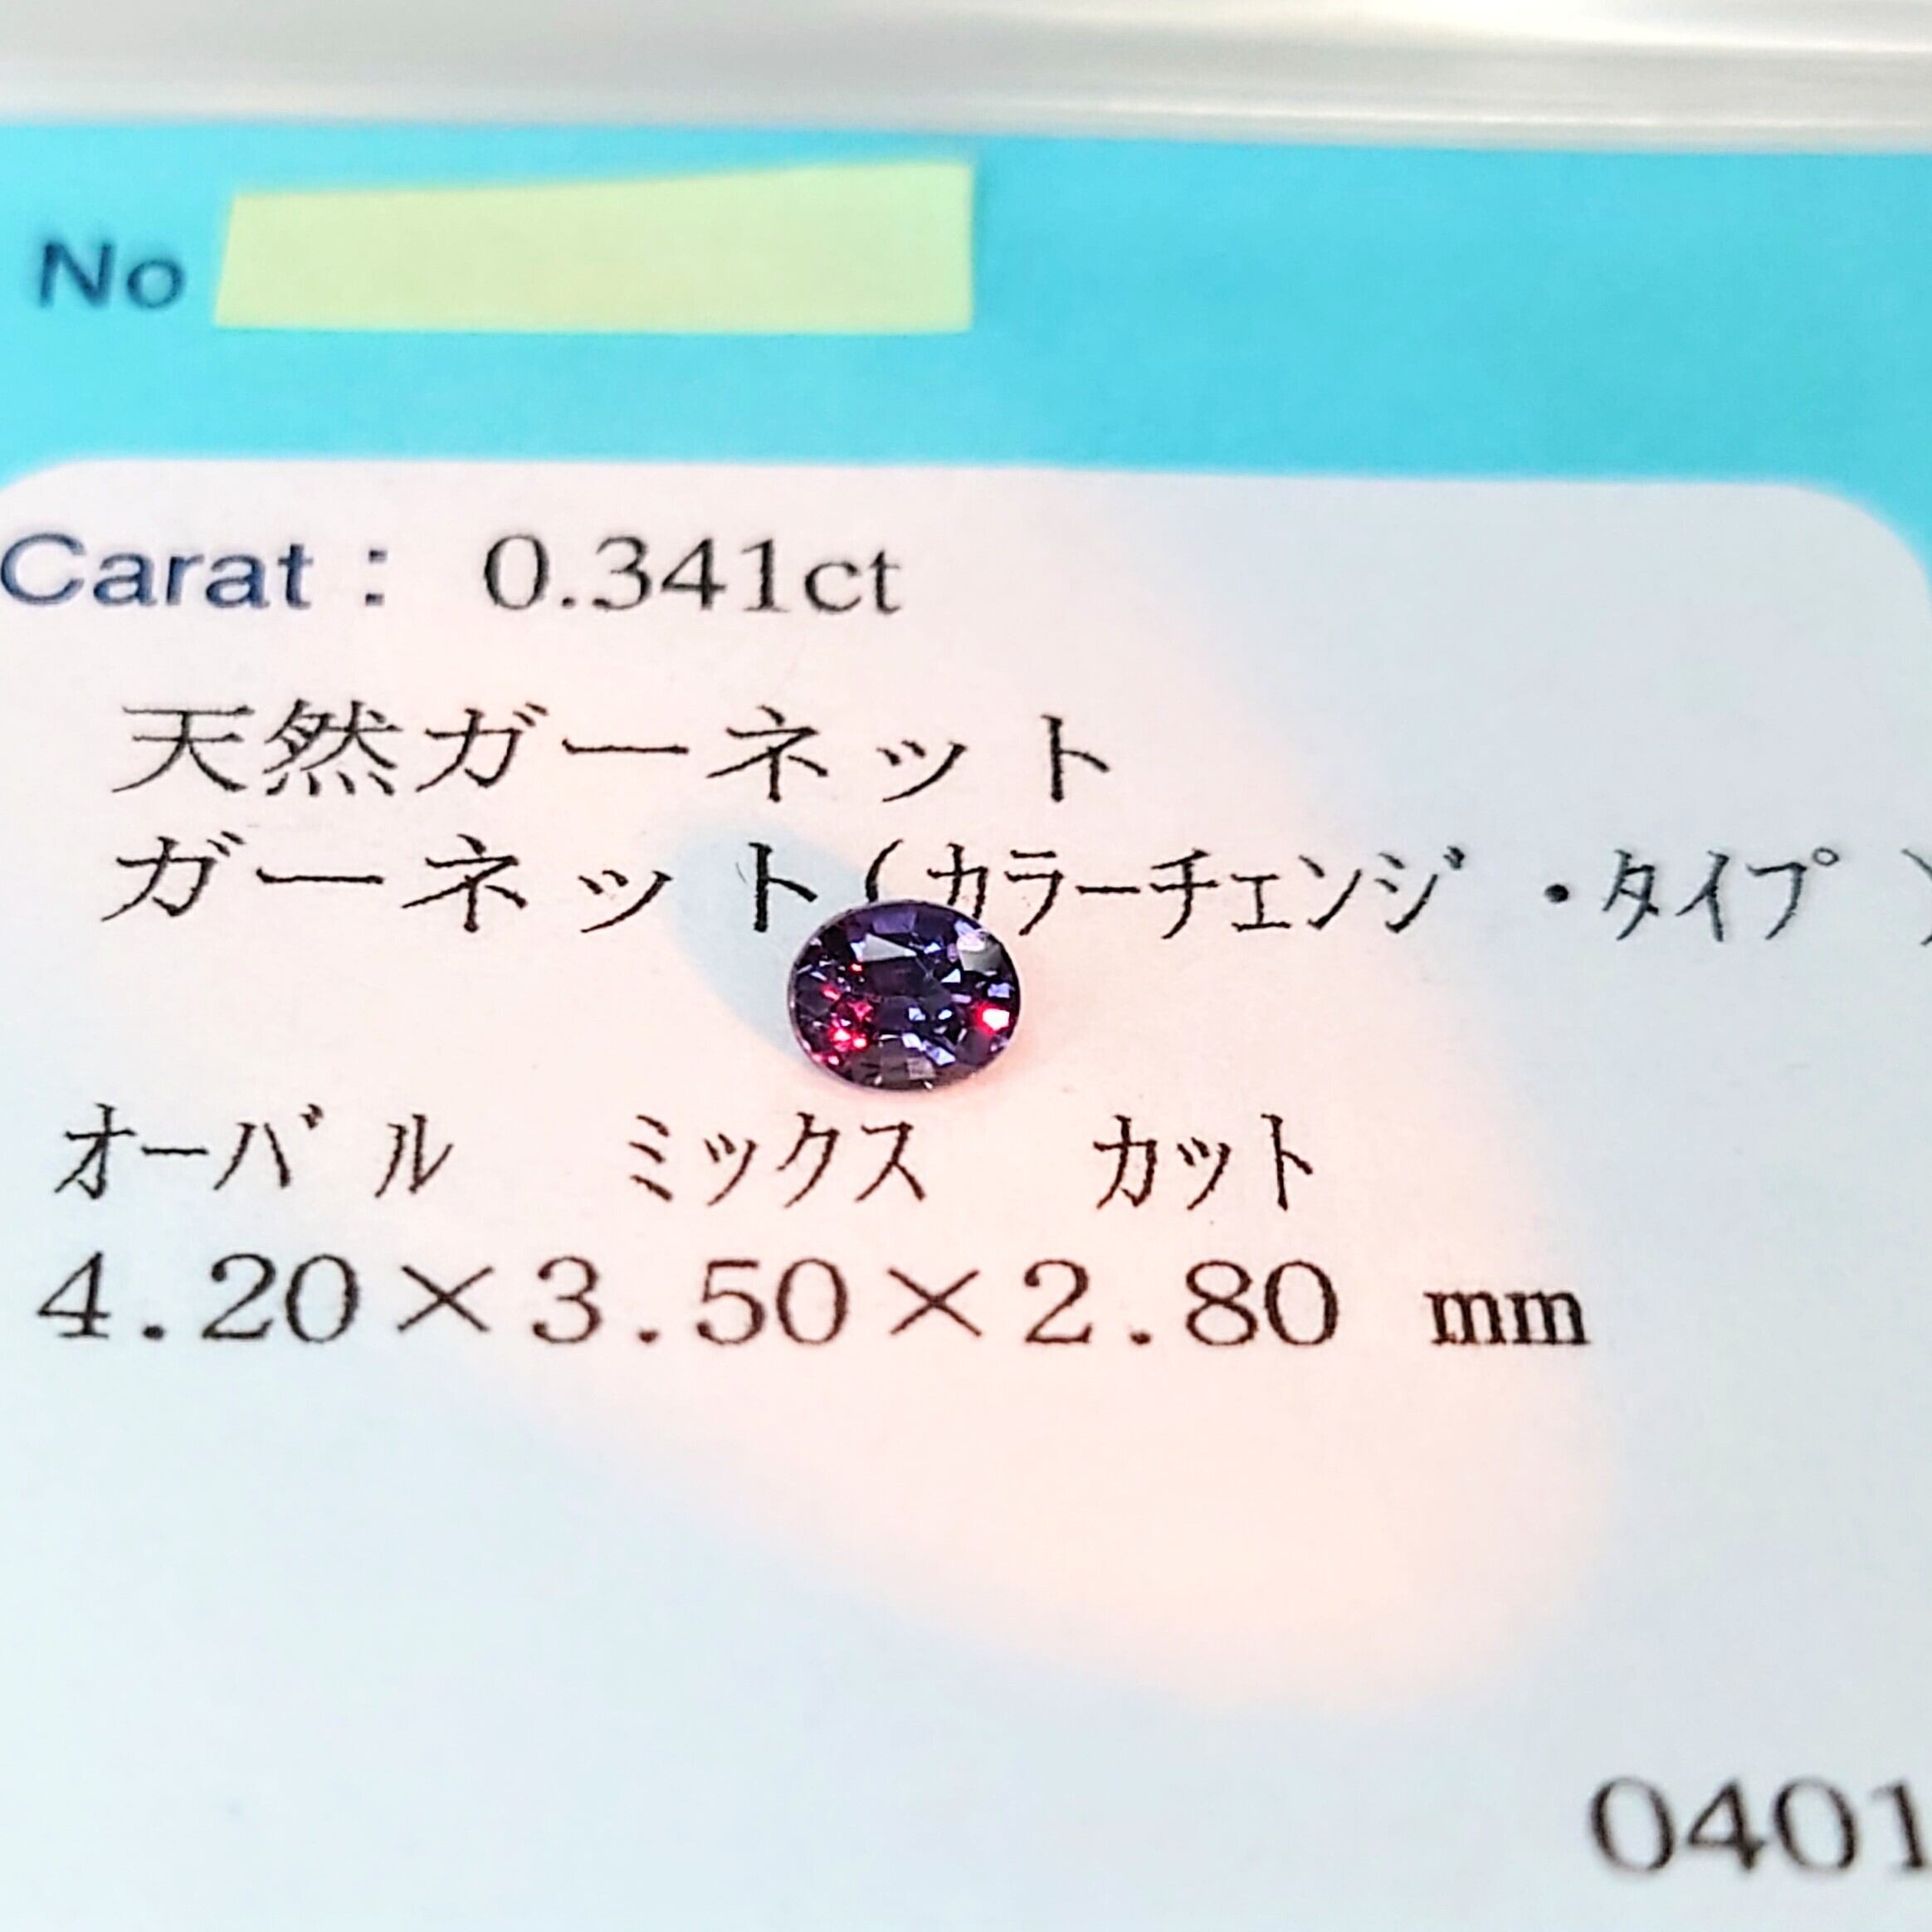 No
Carat : 0.341ct
天然ガーネット
ガーネット(ｶﾗｰﾁｪﾝｼﾞ･ﾀｲﾌﾟ)
ｵｰﾊﾞﾙ ﾐｯｸｽ ｶｯﾄ
4.20×3.50×2.80 mm
0401